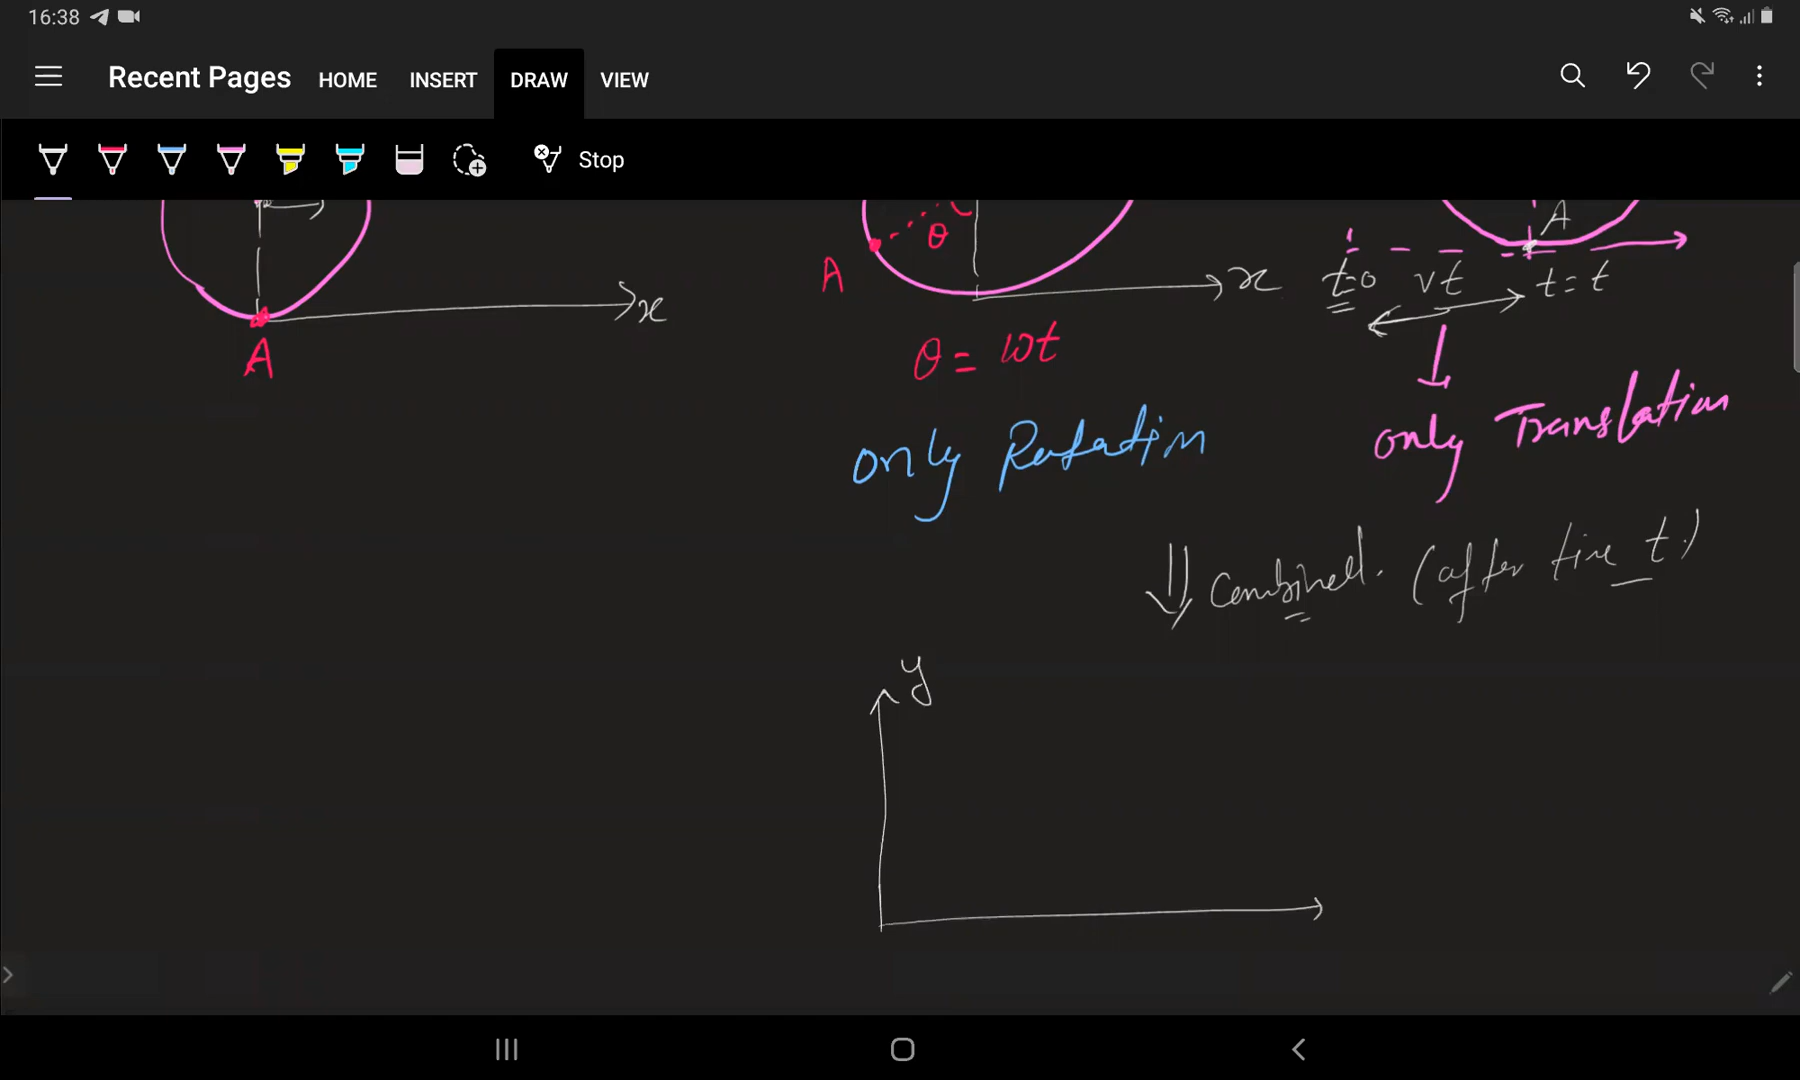 16:38
Recent Pages HOME INSERT DRAW VIEW
Stop
A
θ
A
x
x
t=0 vt t=t
A
θ = ωt
only Rotation
only Translation
⇓ Combined. (after time t.)
y